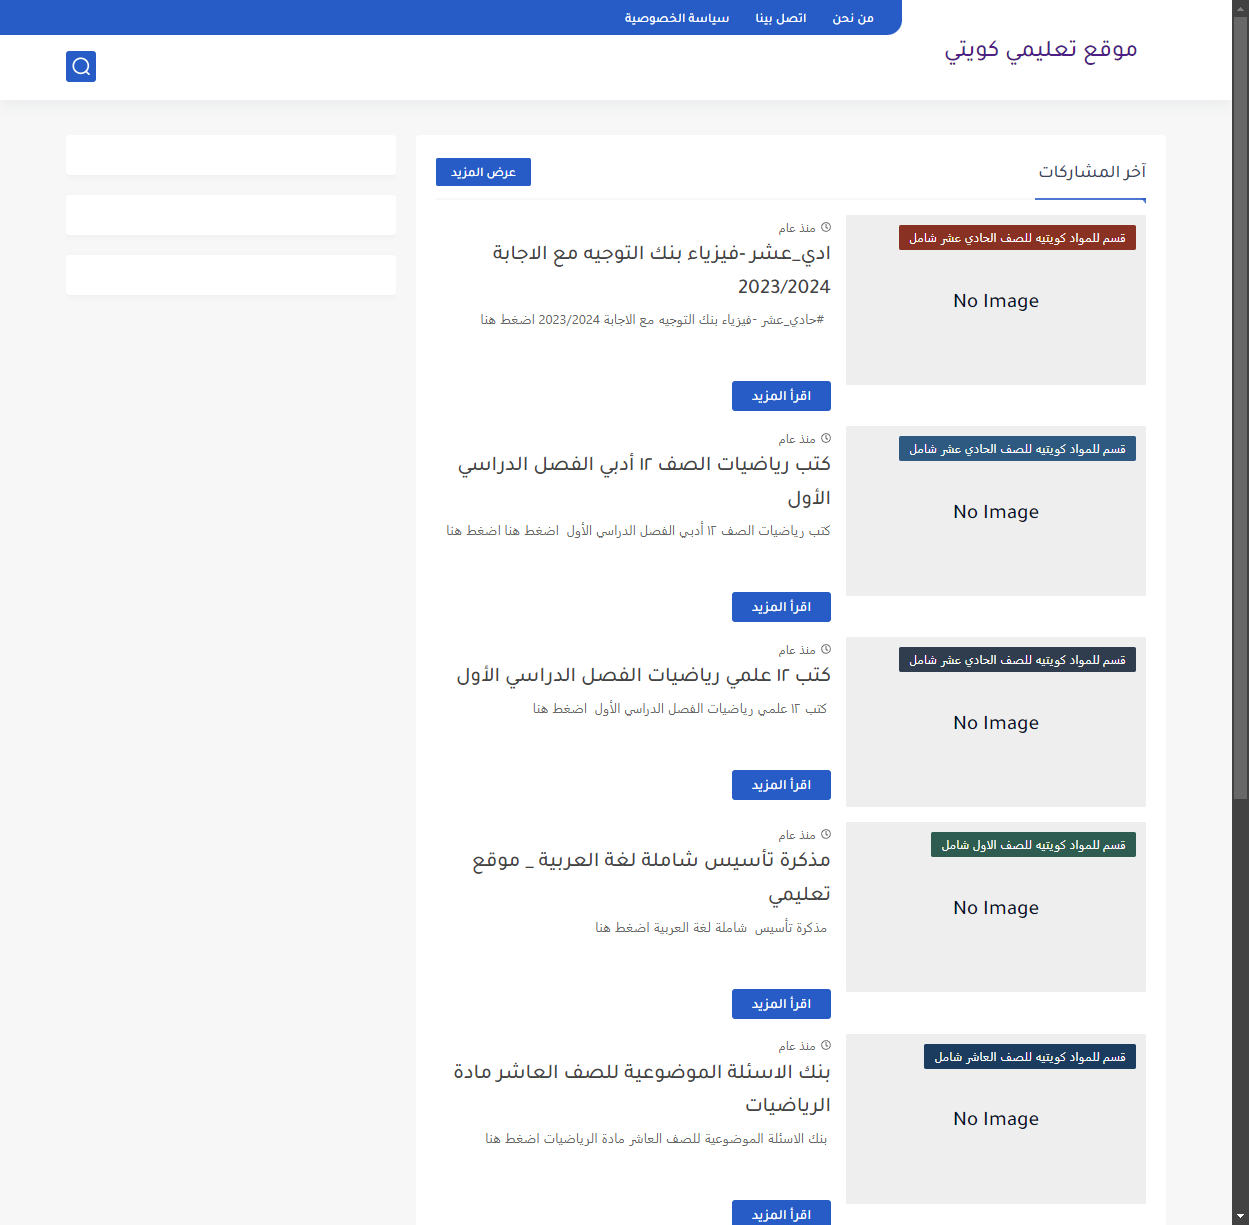 من نحن
اتصل بينا
سياسة الخصوصية
موقع تعليمي كويتي
آخر المشاركات
عرض المزيد
قسم للمواد كويتيه للصف الحادي عشر شامل
No Image
منذ عام
ادي_عشر -فيزياء بنك التوجيه مع الاجابة
2023/2024
#حادي_عشر -فيزياء بنك التوجيه مع الاجابة 2023/2024 اضغط هنا
اقرأ المزيد
قسم للمواد كويتيه للصف الحادي عشر شامل
No Image
منذ عام
كتب رياضيات الصف ١٢ أدبي الفصل الدراسي
الأول
كتب رياضيات الصف ١٢ أدبي الفصل الدراسي الأول اضغط هنا اضغط هنا
اقرأ المزيد
قسم للمواد كويتيه للصف الحادي عشر شامل
No Image
منذ عام
كتب ١٢ علمي رياضيات الفصل الدراسي الأول
كتب ١٢ علمي رياضيات الفصل الدراسي الأول اضغط هنا
اقرأ المزيد
قسم للمواد كويتيه للصف الاول شامل
No Image
منذ عام
مذكرة تأسيس شاملة لغة العربية _ موقع
تعليمي
مذكرة تأسيس شاملة لغة العربية اضغط هنا
اقرأ المزيد
قسم للمواد كويتيه للصف العاشر شامل
No Image
منذ عام
بنك الاسئلة الموضوعية للصف العاشر مادة
الرياضيات
بنك الاسئلة الموضوعية للصف العاشر مادة الرياضيات اضغط هنا
اقرأ المزيد